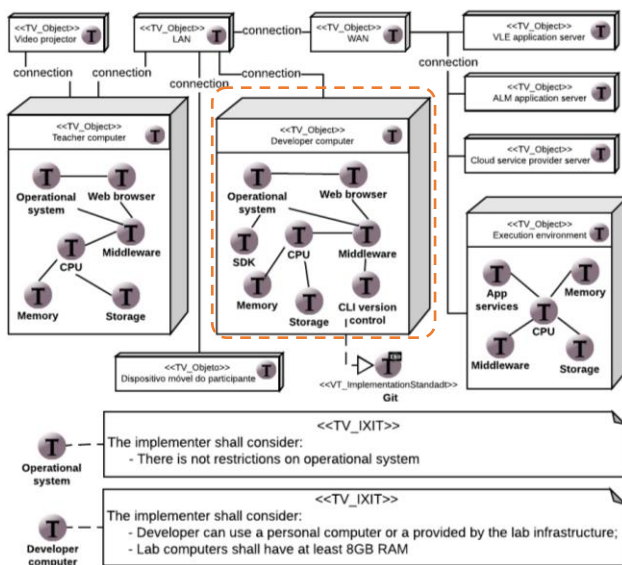 <<TV_Object>>
Video projector
T
<<TV_Object>>
LAN
T
<<TV_Object>>
WAN
T
<<TV_Object>>
VLE application server
T
connection
connection
connection
connection
<<TV_Object>>
ALM application server
T
<<TV_Object>>
Cloud service provider server
T
<<TV_Object>>
Teacher computer
T
T
Operational
system
T
Web browser
T
Middleware
T
CPU
T
Memory
T
Storage
<<TV_Object>>
Developer computer
T
T
Operational
system
T
Web browser
T
SDK
T
CPU
T
Middleware
T
Memory
T
Storage
T
CLI version
control
<<TV_Object>>
Execution environment
T
T
App
services
T
Memory
T
CPU
T
Middleware
T
Storage
<<TV_Objeto>>
Dispositivo móvel do participante
T
T
<<VT_ImplementationStandadt>>
Git
<<TV_IXIT>>
The implementer shall consider:
- There is not restrictions on operational system
T
Operational
system
<<TV_IXIT>>
The implementer shall consider:
- Developer can use a personal computer or a provided by the lab infrastructure;
- Lab computers shall have at least 8GB RAM
T
Developer
computer